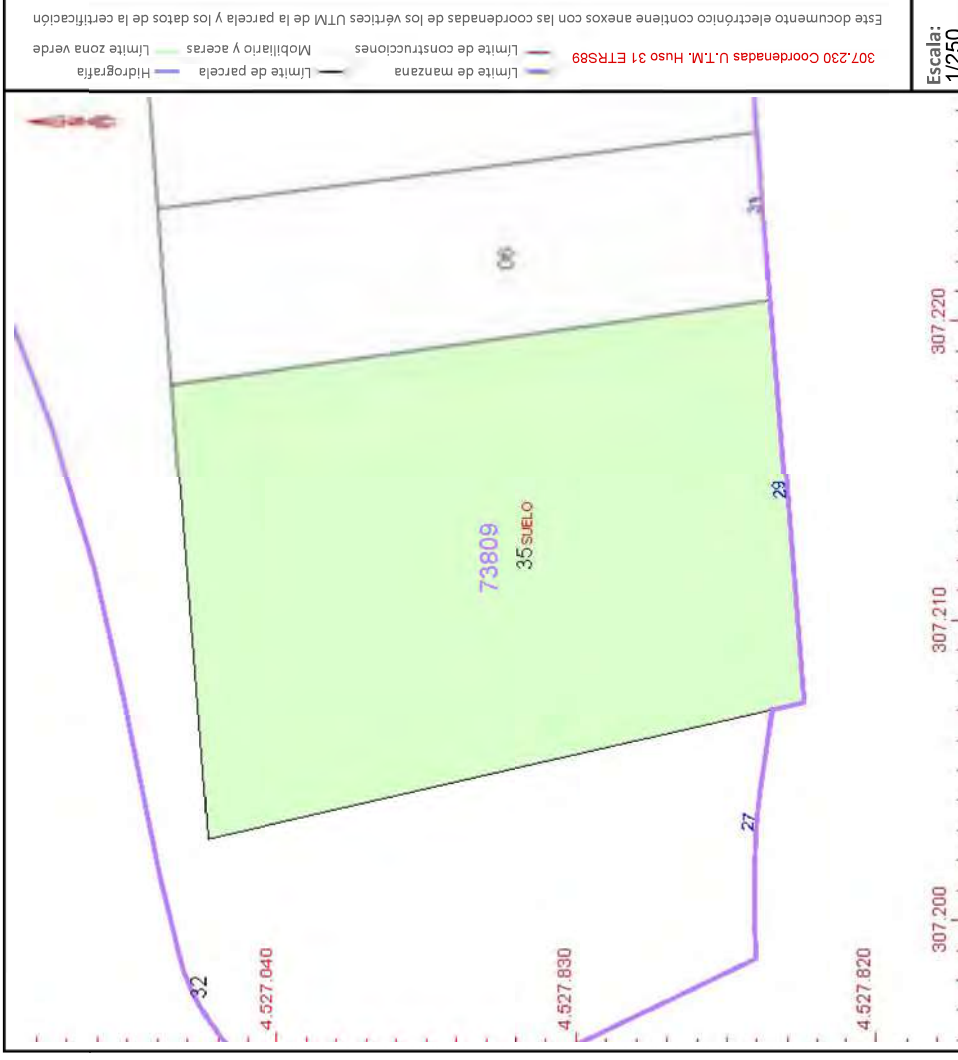 Este documento electrónico contiene anexos con las coordenadas de los vértices UTM de la parcela y los datos de la certificación
307.230 Coordenadas U.T.M. Huso 31 ETRS89
Límite de manzana
Límite de parcela
Hidrografía
Límite de construcciones
Mobiliario y aceras
Límite zona verde
Escala:
1/250
32
31
06
73809
35 SUELO
29
27
4.527.040
4.527.830
4.527.820
307.220
307.210
307.200